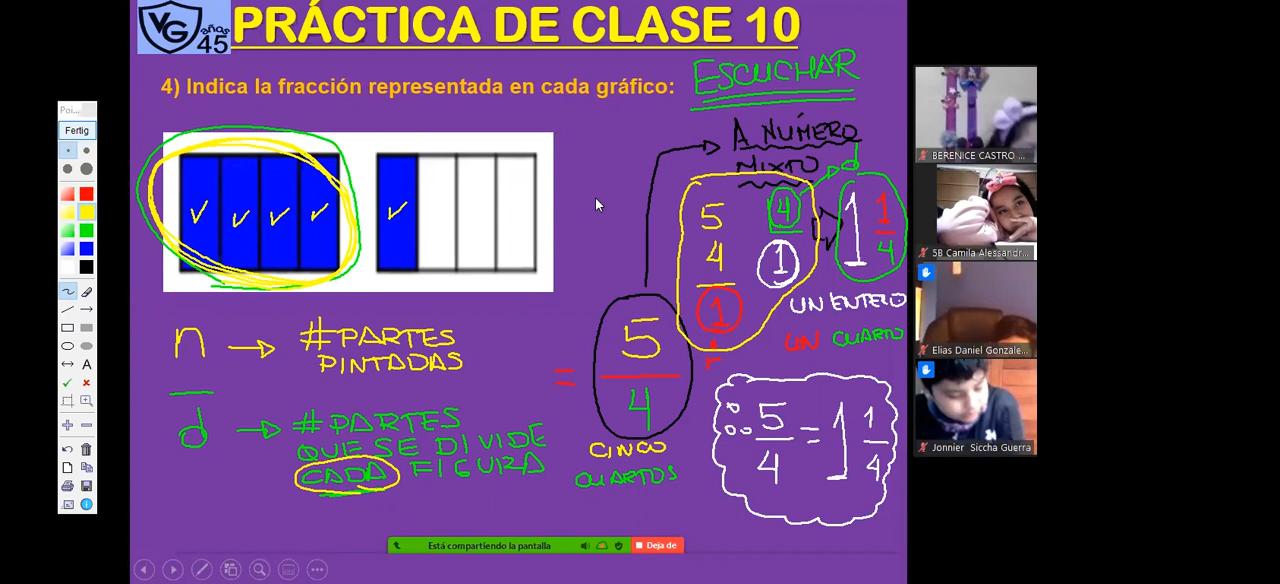 VG
años
45
PRÁCTICA DE CLASE 10
4) Indica la fracción representada en cada gráfico:
ESCUCHAR
Poi...
Fertig
A
A NÚMERO
MIXTO
d
5
4
4
1
1
r
1 1
4
UN ENTERO
UN CUARTO
n → # PARTES
PINTADAS
d → # PARTES
QUE SE DIVIDE
CADA FIGURA
= 5
4
CINCO
CUARTOS
5 = 1 1
4 4
BERENICE CASTRO ...
5B Camila Alessandr...
Elias Daniel Gonzale...
Jonnier Siccha Guerra
Está compartiendo la pantalla
Deja de